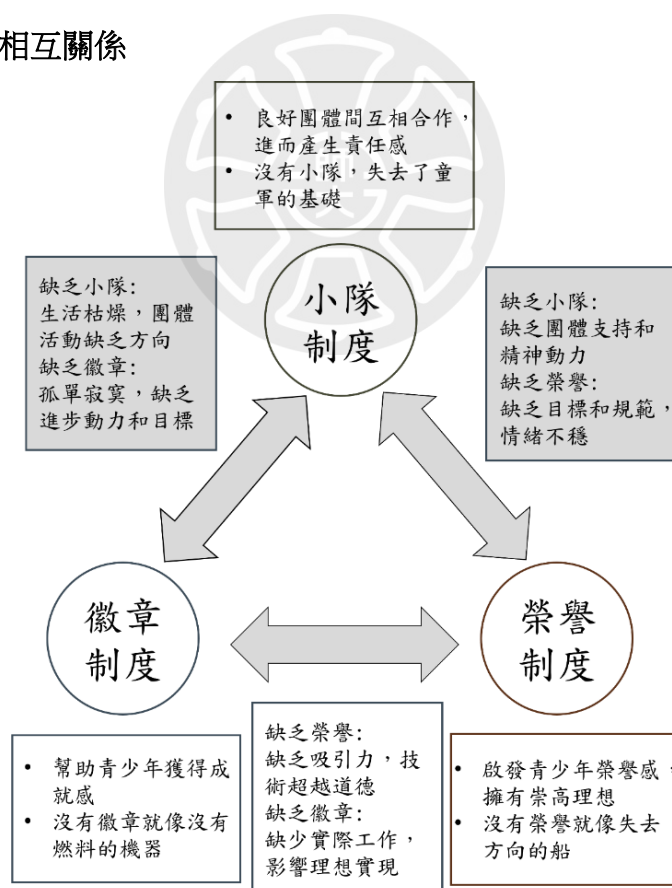 相互關係
• 良好團體間互相合作，
進而產生責任感
• 沒有小隊，失去了童
軍的基礎
缺乏小隊:
生活枯燥，團體
活動缺乏方向
缺乏徽章:
孤單寂寞，缺乏
進步動力和目標
小隊
制度
缺乏小隊:
缺乏團體支持和
精神動力
缺乏榮譽:
缺乏目標和規範，
情緒不穩
徽章
制度
榮譽
制度
• 幫助青少年獲得成
就感
• 沒有徽章就像沒有
燃料的機器
缺乏榮譽:
缺乏吸引力，技
術超越道德
缺乏徽章:
缺少實際工作，
影響理想實現
• 啟發青少年榮譽感，
擁有崇高理想
• 沒有榮譽就像失去
方向的船